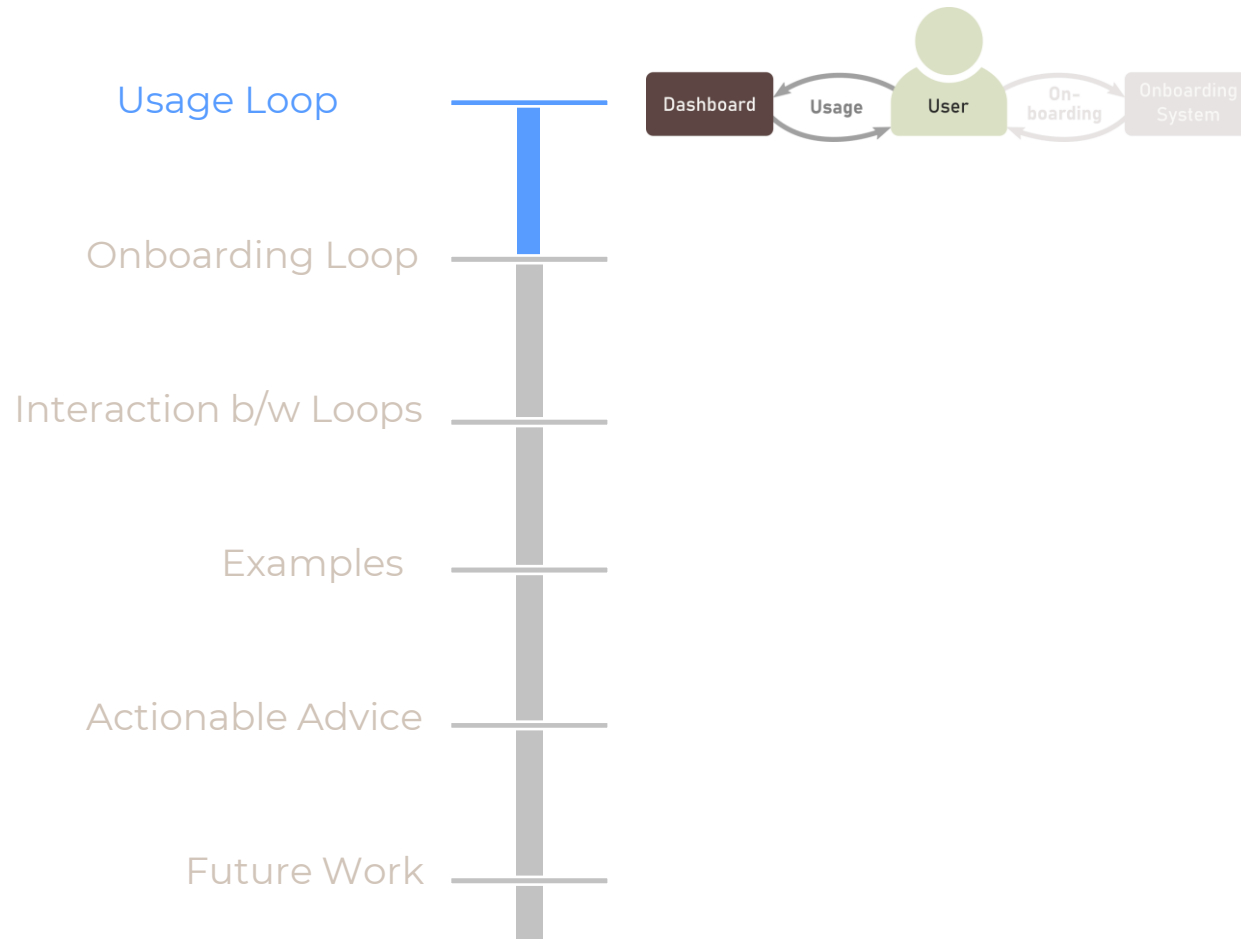 Usage Loop
Dashboard
Usage
User
On-
boarding
Onboarding
System
Onboarding Loop
Interaction b/w Loops
Examples
Actionable Advice
Future Work